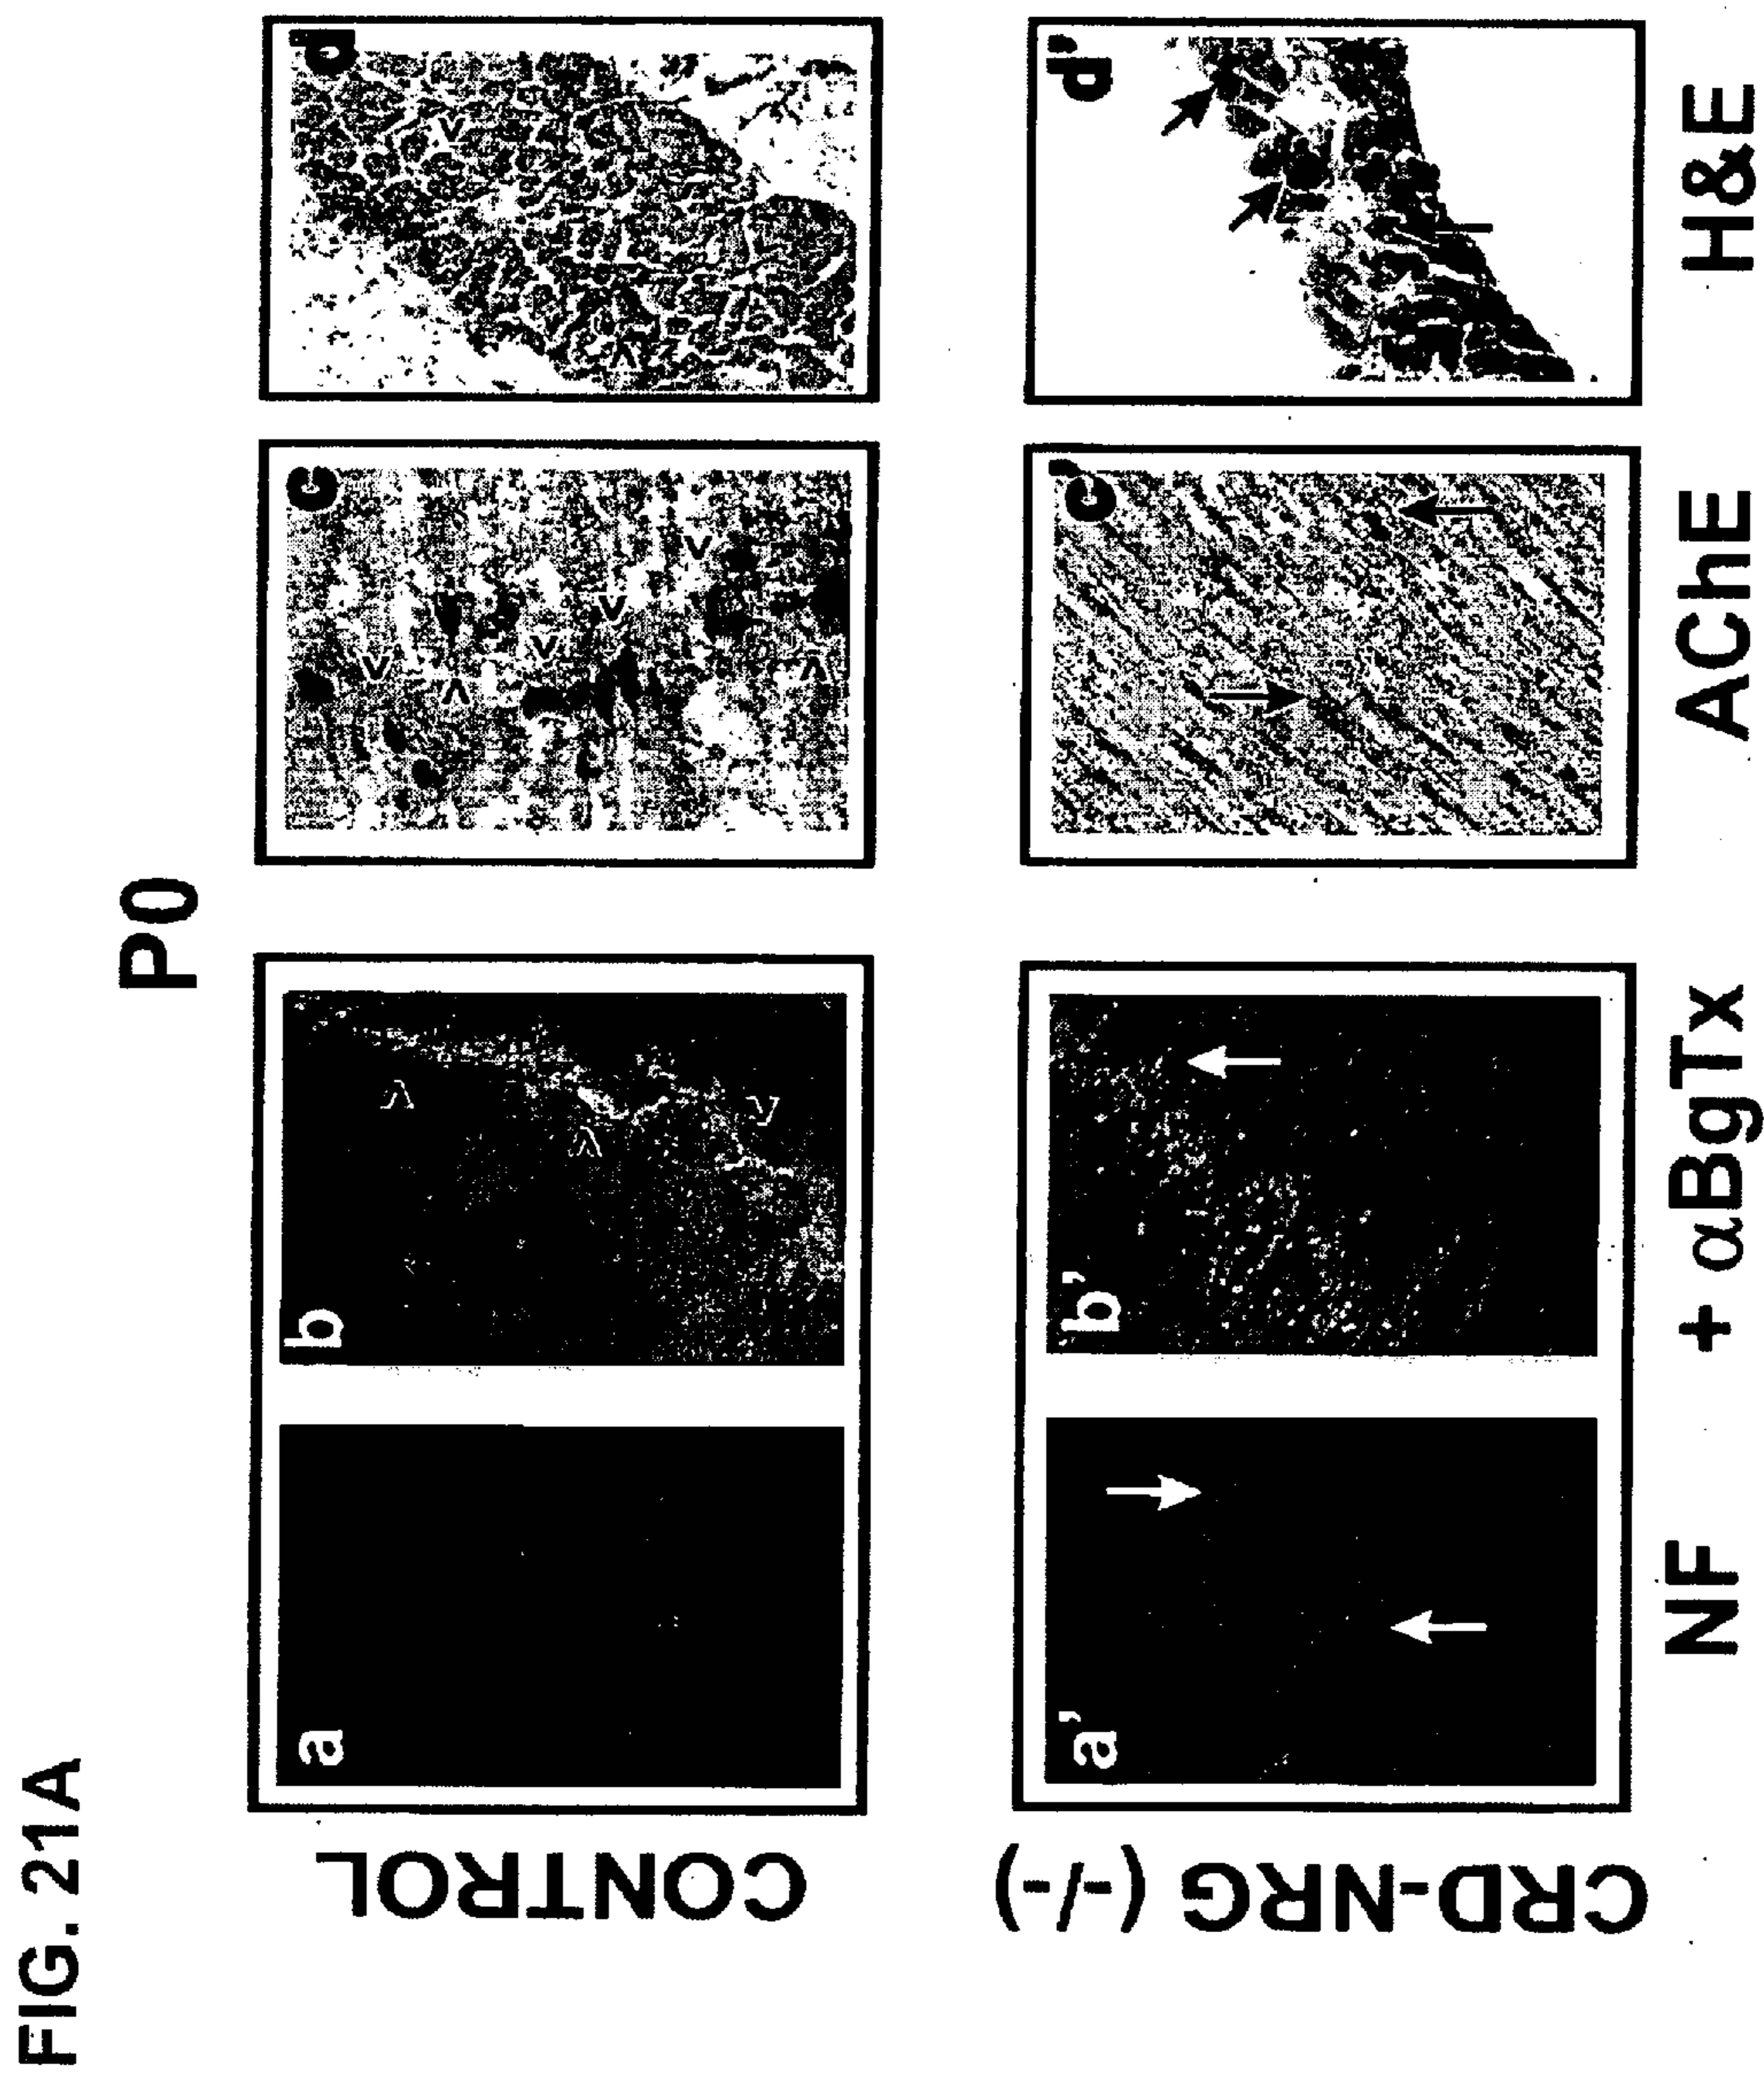 FIG. 21A
P0
CONTROL
a
b
c
d
CRD-NRG (-/-)
a'
b'
c'
d'
NF
+ αBgTx
AChE
H&E